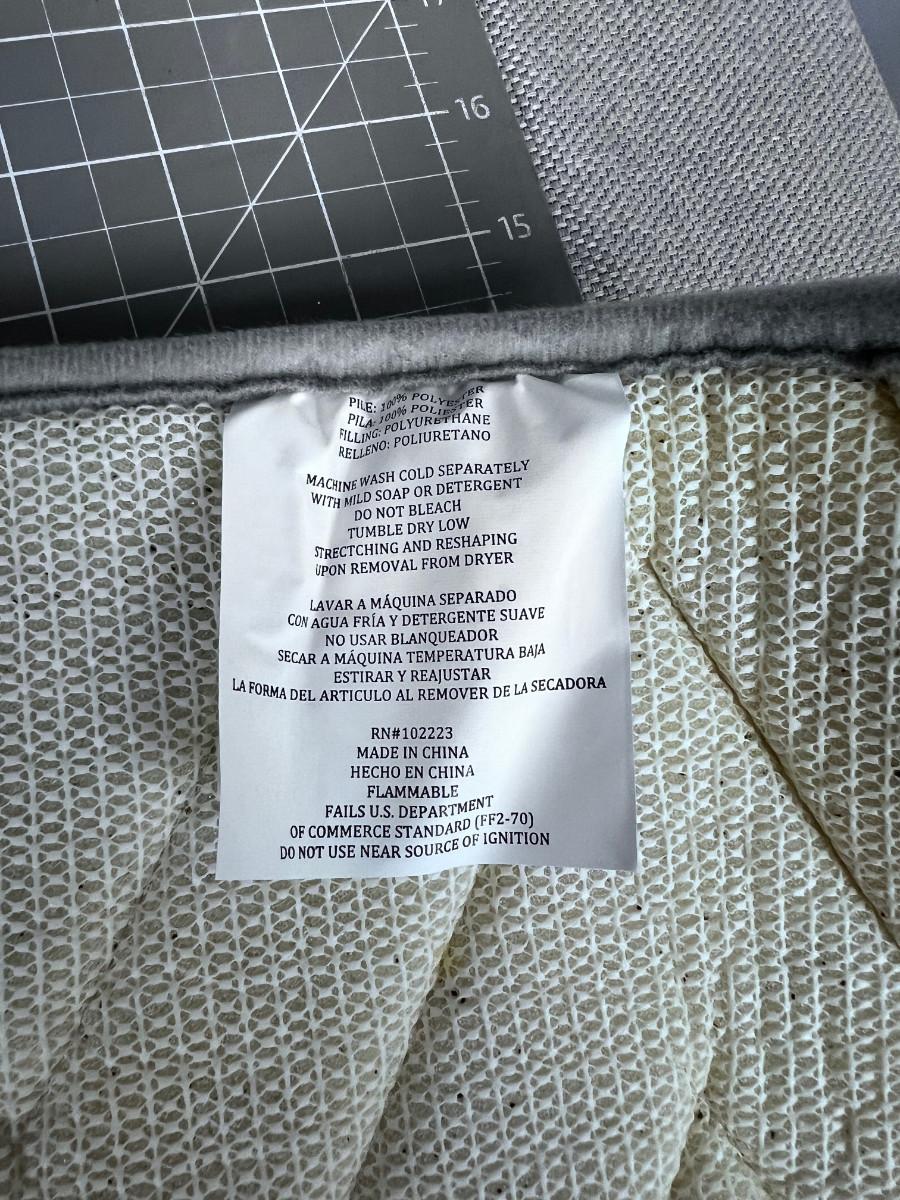 17
16
15
PILE: 100% POLYESTER
PILA: 100% POLIESTER
FILLING: POLYURETHANE
RELLENO: POLIURETANO
MACHINE WASH COLD SEPARATELY
WITH MILD SOAP OR DETERGENT
DO NOT BLEACH
TUMBLE DRY LOW
STRECTCHING AND RESHAPING
UPON REMOVAL FROM DRYER
LAVAR A MÁQUINA SEPARADO
CON AGUA FRÍA Y DETERGENTE SUAVE
NO USAR BLANQUEADOR
SECAR A MÁQUINA TEMPERATURA BAJA
ESTIRAR Y REAJUSTAR
LA FORMA DEL ARTICULO AL REMOVER DE LA SECADORA
RN#102223
MADE IN CHINA
HECHO EN CHINA
FLAMMABLE
FAILS U.S. DEPARTMENT
OF COMMERCE STANDARD (FF2-70)
DO NOT USE NEAR SOURCE OF IGNITION